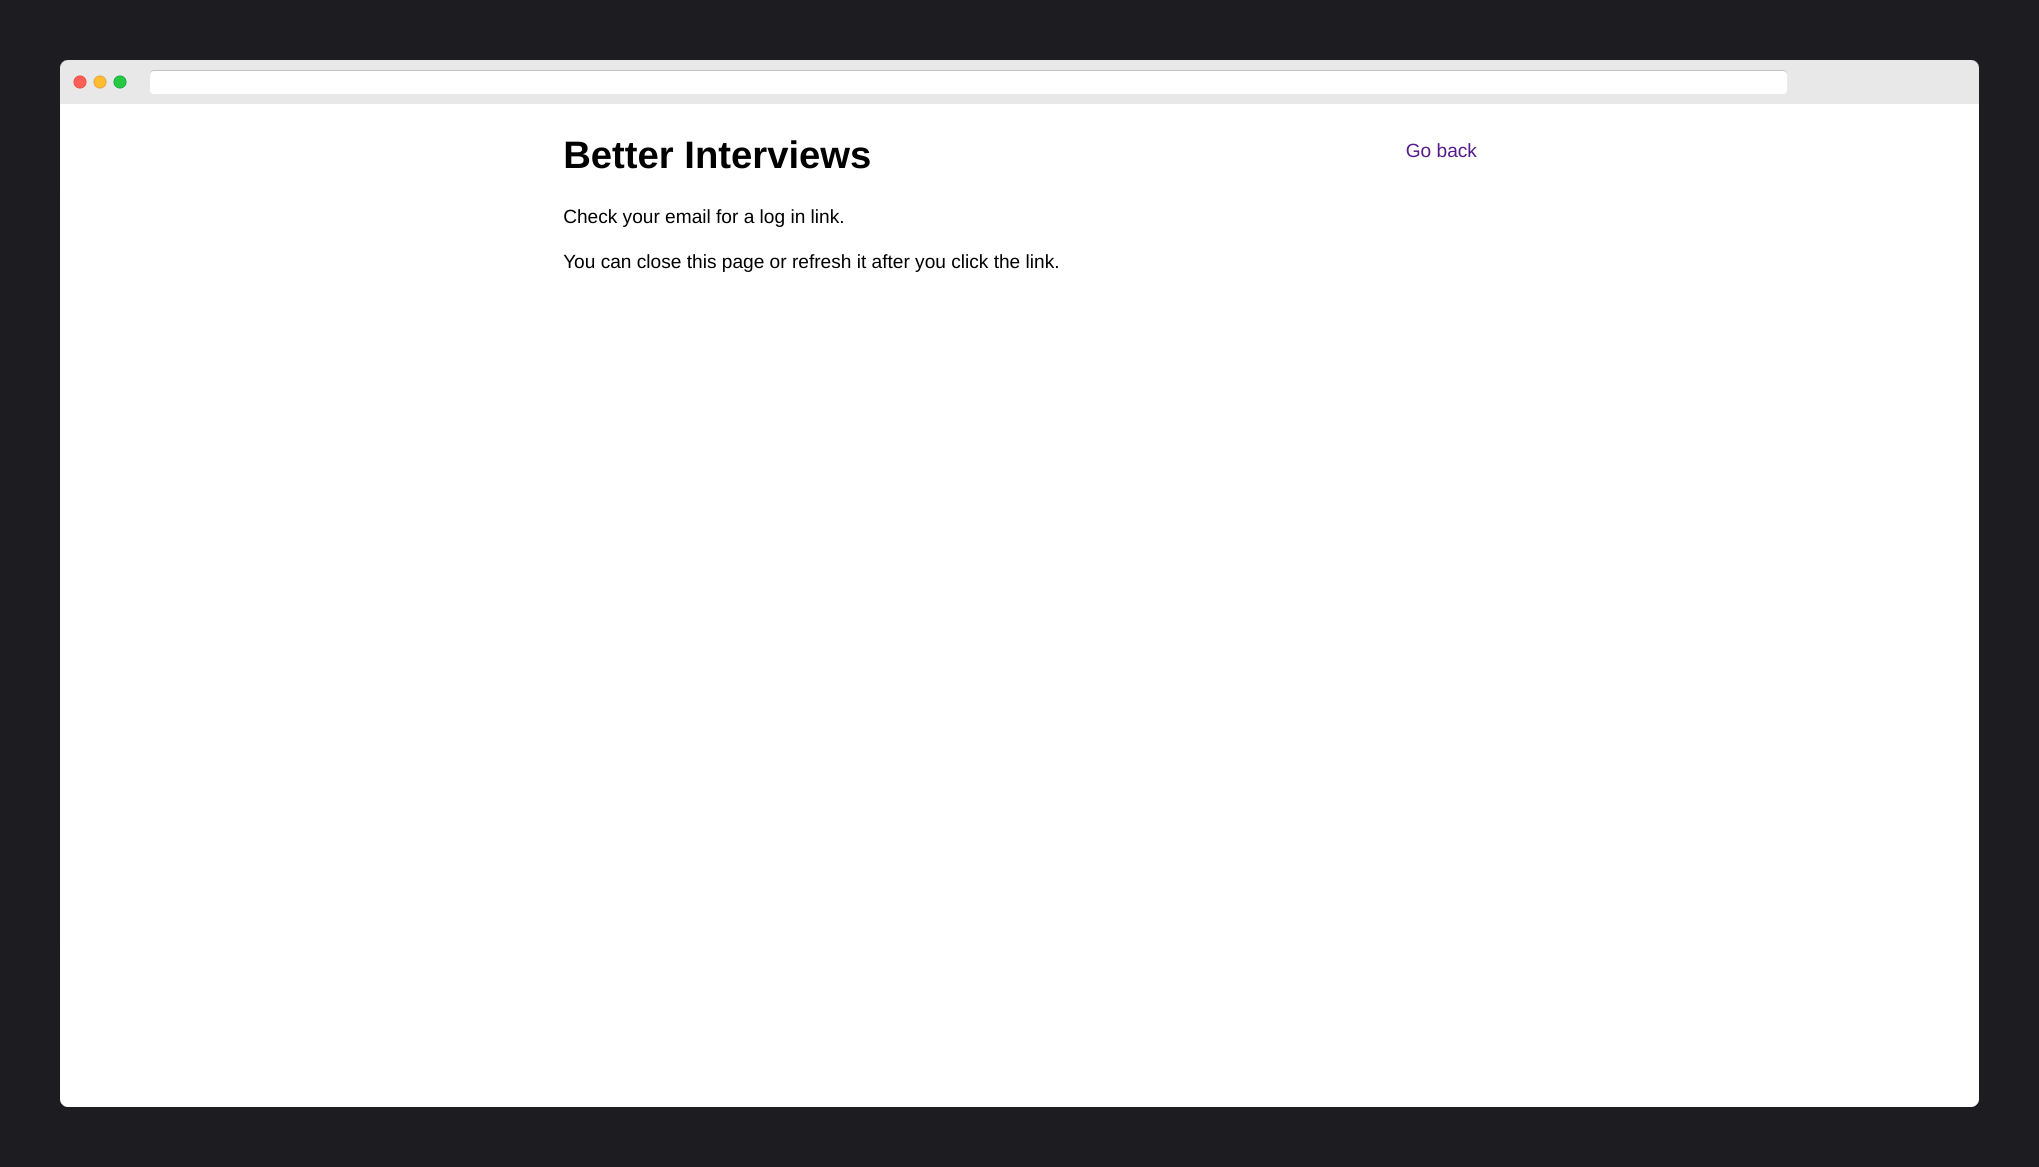 Better Interviews
Go back
Check your email for a log in link.
You can close this page or refresh it after you click the link.